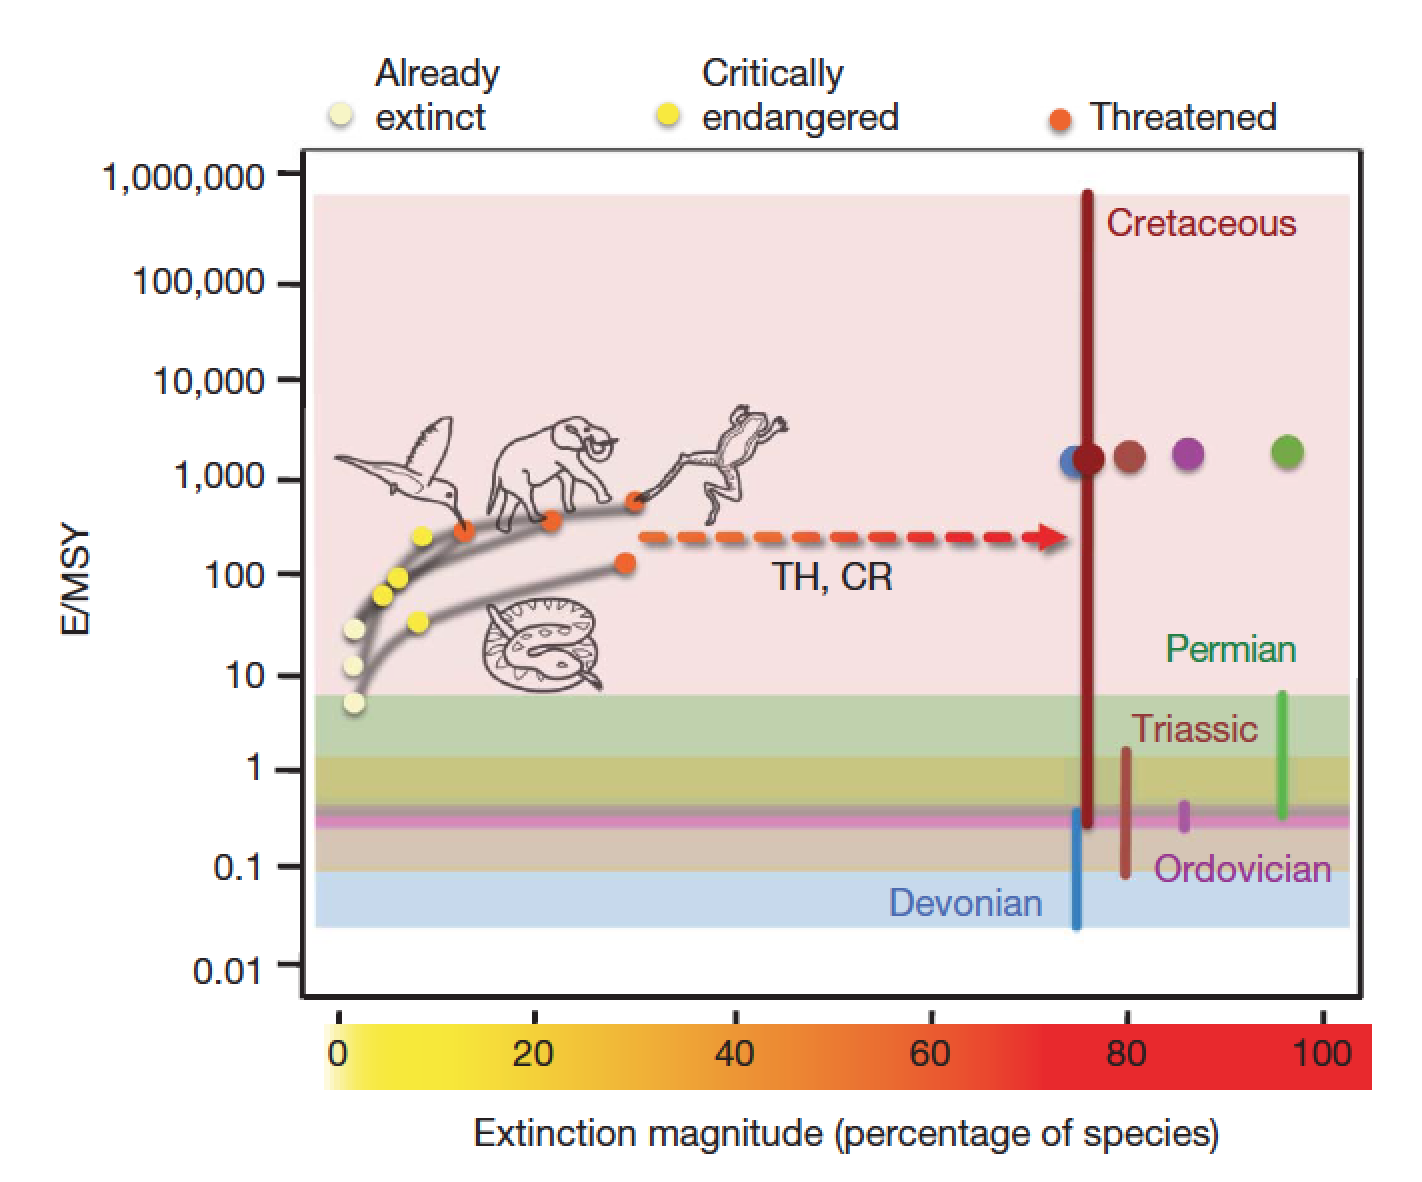 Already
extinct
Critically
endangered
Threatened
1,000,000
100,000
10,000
1,000
100
10
1
0.1
0.01
E/MSY
Cretaceous
TH, CR
Permian
Triassic
Ordovician
Devonian
0 20 40 60 80 100
Extinction magnitude (percentage of species)